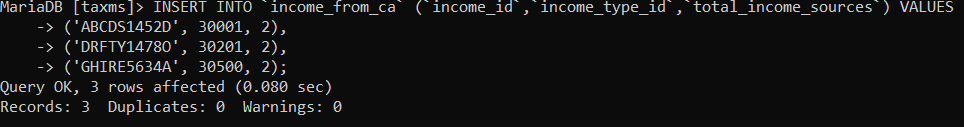 MariaDB [taxms]> INSERT INTO `income_from_ca` (`income_id`,`income_type_id`,`total_income_sources`) VALUES
-> ('ABCDS1452D', 30001, 2),
-> ('DRFTY1478O', 30201, 2),
-> ('GHIRE5634A', 30500, 2);
Query OK, 3 rows affected (0.080 sec)
Records: 3  Duplicates: 0  Warnings: 0